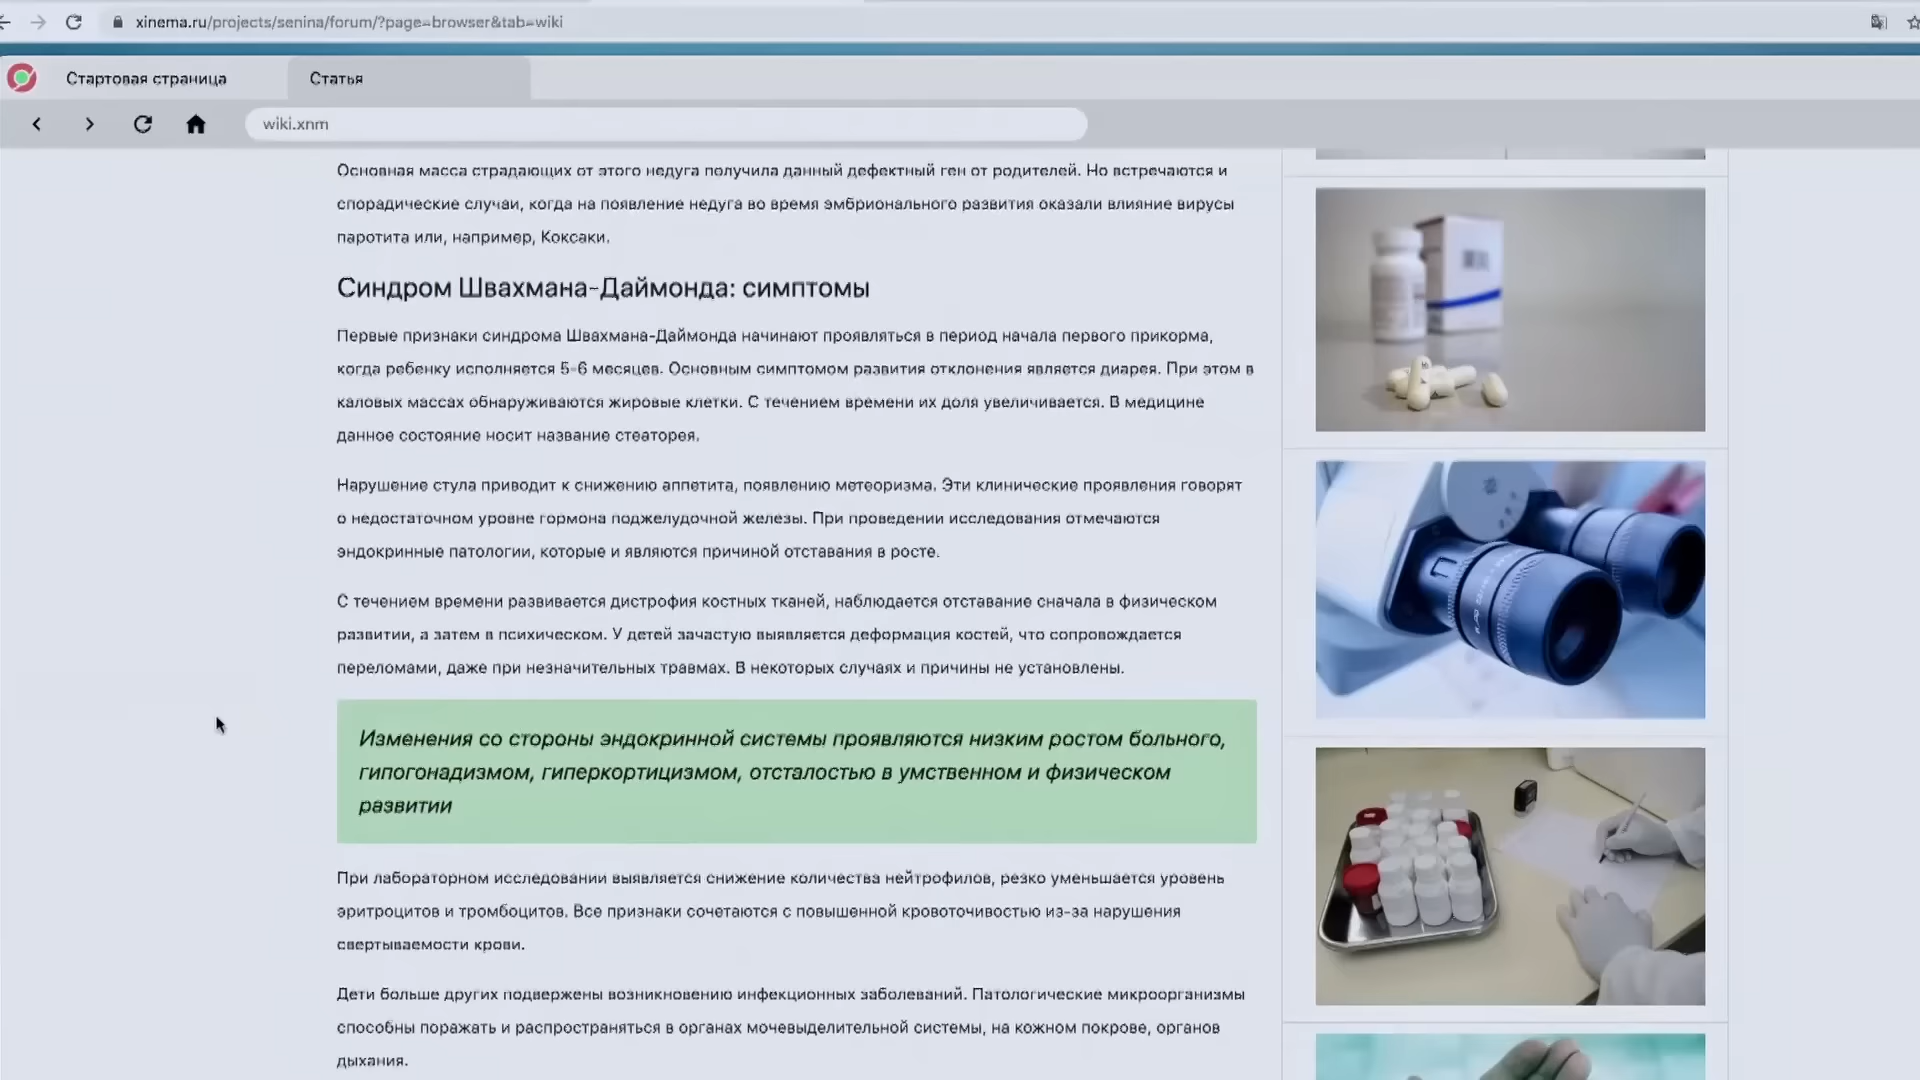 xinema.ru/projects/senina/forum/?page=browser&tab=wiki
Стартовая страница
Статья
wiki.xnm
Основная масса страдающих от этого недуга получила данный дефектный ген от родителей. Но встречаются и
спорадические случаи, когда на появление недуга во время эмбрионального развития оказали влияние вирусы
паротита или, например, Коксаки.
Синдром Швахмана-Даймонда: симптомы
Первые признаки синдрома Швахмана-Даймонда начинают проявляться в период начала первого прикорма,
когда ребенку исполняется 5-6 месяцев. Основным симптомом развития отклонения является диарея. При этом в
каловых массах обнаруживаются жировые клетки. С течением времени их доля увеличивается. В медицине
данное состояние носит название стеаторея.
Нарушение стула приводит к снижению аппетита, появлению метеоризма. Эти клинические проявления говорят
о недостаточном уровне гормона поджелудочной железы. При проведении исследования отмечаются
эндокринные патологии, которые и являются причиной отставания в росте.
С течением времени развивается дистрофия костных тканей, наблюдается отставание сначала в физическом
развитии, а затем в психическом. У детей зачастую выявляется деформация костей, что сопровождается
переломами, даже при незначительных травмах. В некоторых случаях и причины не установлены.
Изменения со стороны эндокринной системы проявляются низким ростом больного,
гипогонадизмом, гиперкортицизмом, отсталостью в умственном и физическом
развитии
При лабораторном исследовании выявляется снижение количества нейтрофилов, резко уменьшается уровень
эритроцитов и тромбоцитов. Все признаки сочетаются с повышенной кровоточивостью из-за нарушения
свертываемости крови.
Дети больше других подвержены возникновению инфекционных заболеваний. Патологические микроорганизмы
способны поражать и распространяться в органах мочевыделительной системы, на кожном покрове, органов
дыхания.